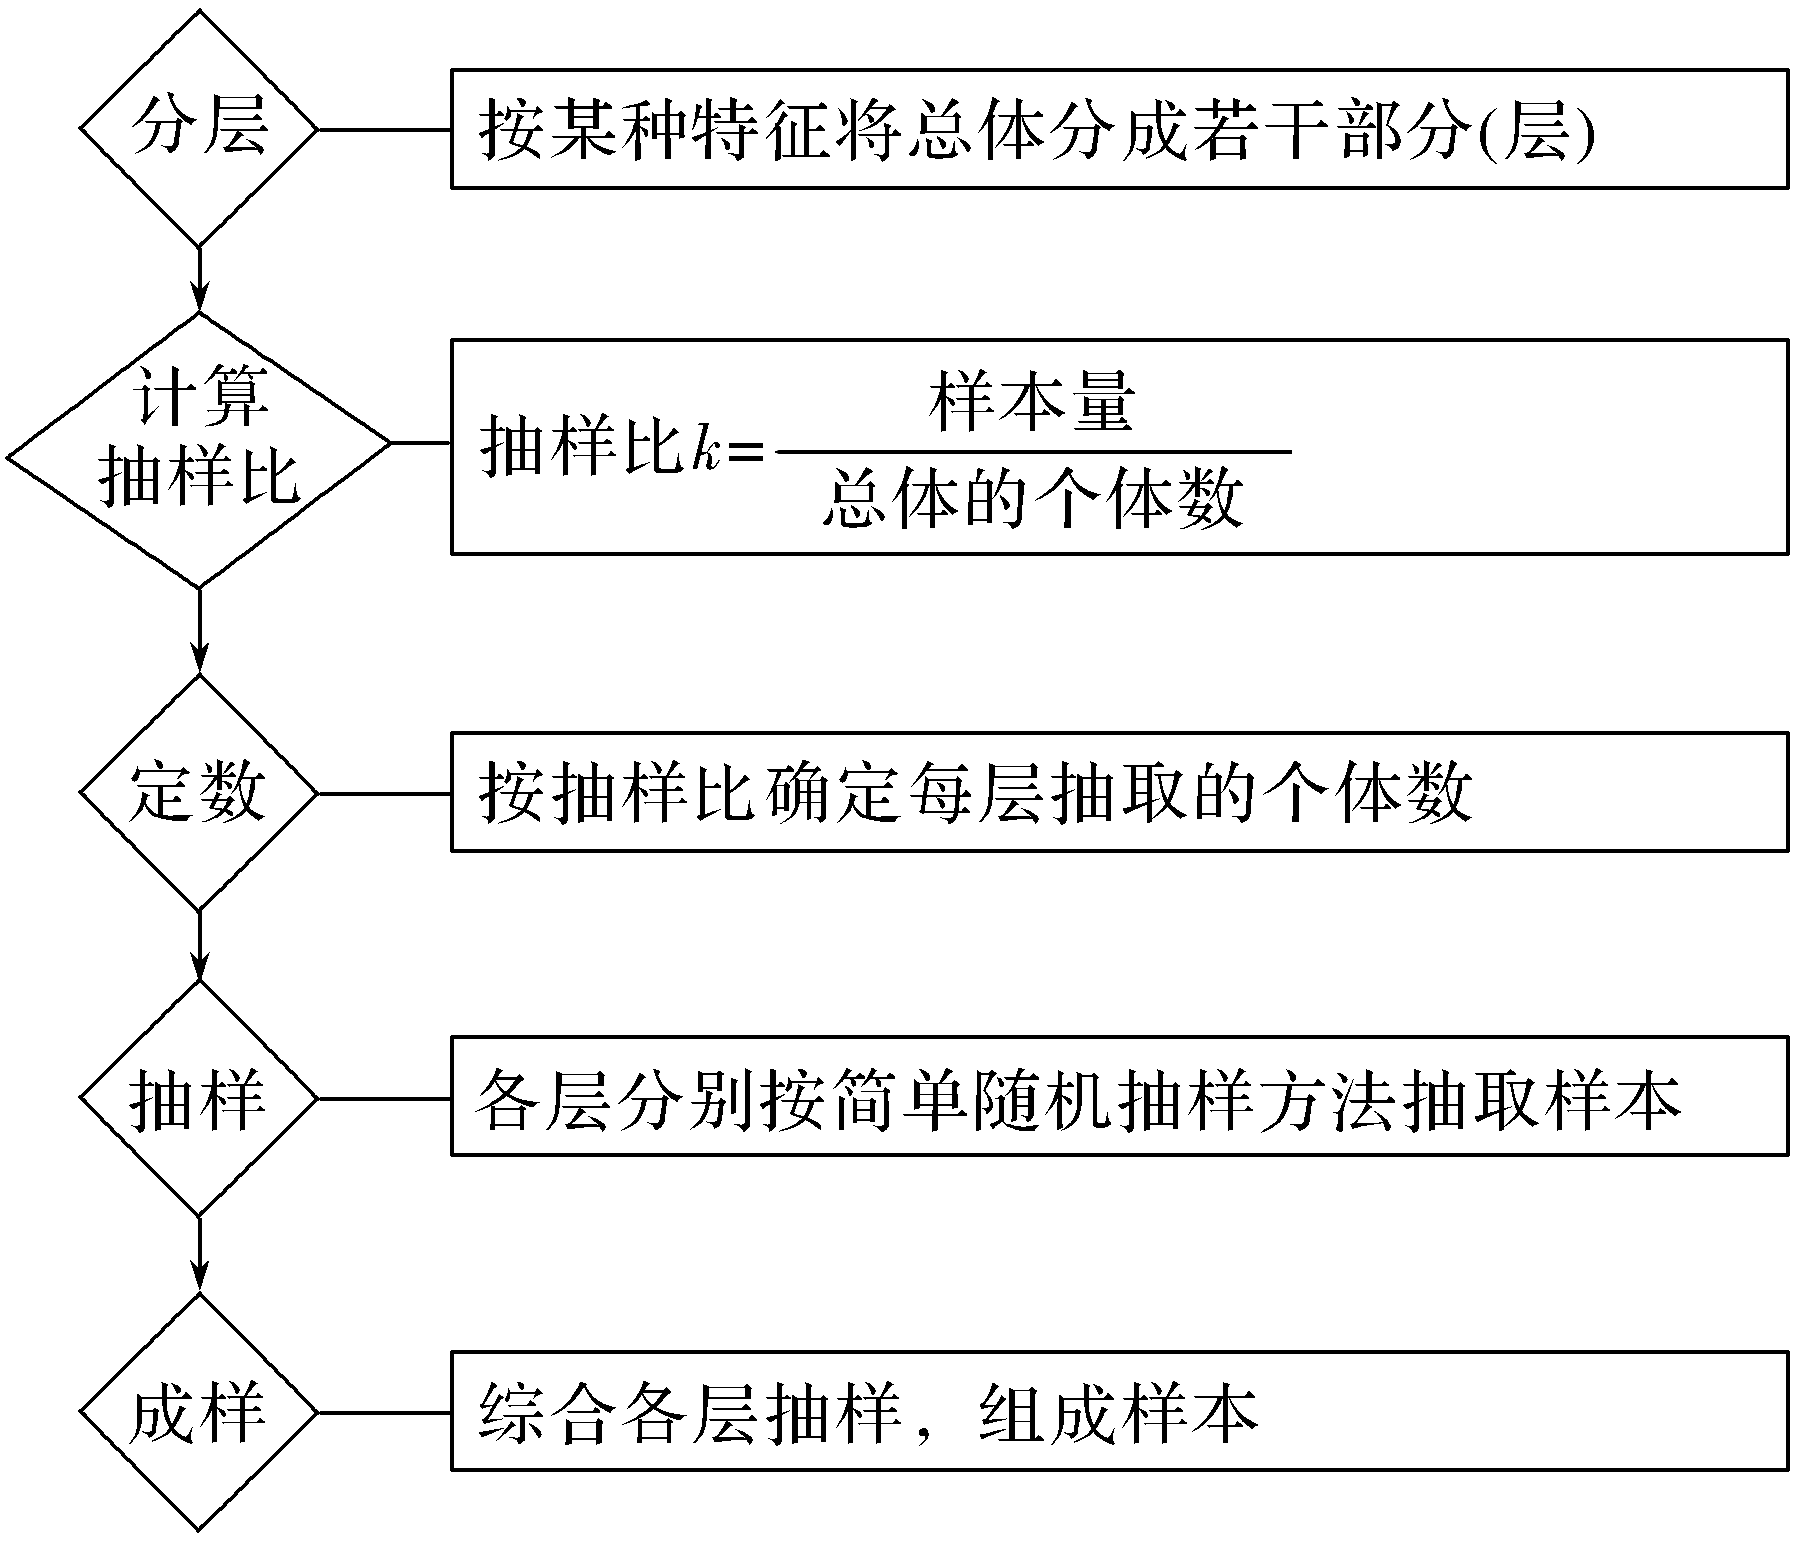 分层
按某种特征将总体分成若干部分(层)
计算
抽样比
抽样比k=样本量/总体的个体数
定数
按抽样比确定每层抽取的个体数
抽样
各层分别按简单随机抽样方法抽取样本
成样
综合各层抽样，组成样本